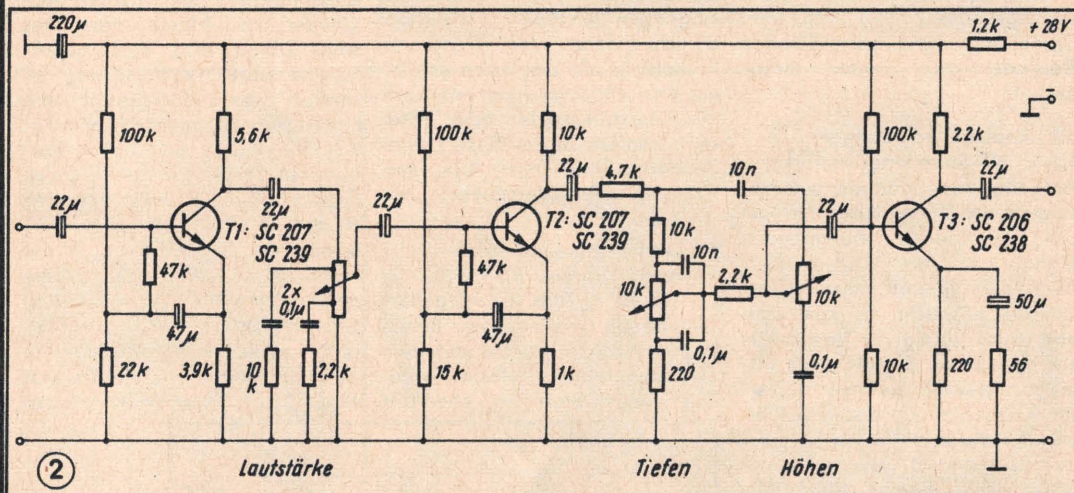 220µ
1.2k
+ 28V
-
100k
5,6k
100k
10k
100k
2.2k
22µ
22µ
T1: SC 207
SC 239
22µ
22µ
T2: SC 207
SC 239
4,7k
10n
22µ
22µ
T3: SC 206
SC 238
47k
47k
10k
10n
2,2k
10k
10k
2x
0,1µ
47µ
47µ
0,1µ
0,1µ
50µ
22k
3,9k
10
k
2,2k
15k
1k
220
10k
220
56
2
Lautstärke
Tiefen
Höhen